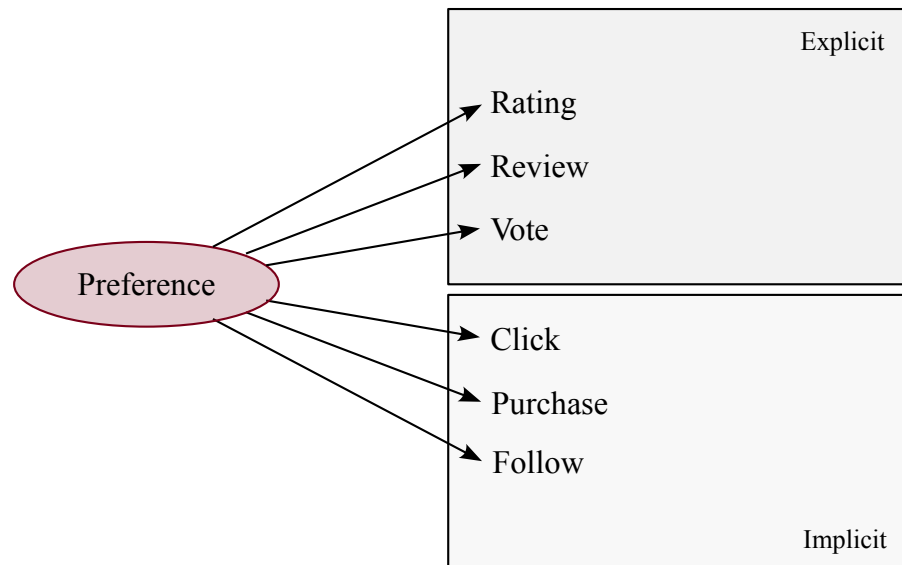 Explicit
Rating
Review
Vote
Preference
Click
Purchase
Follow
Implicit